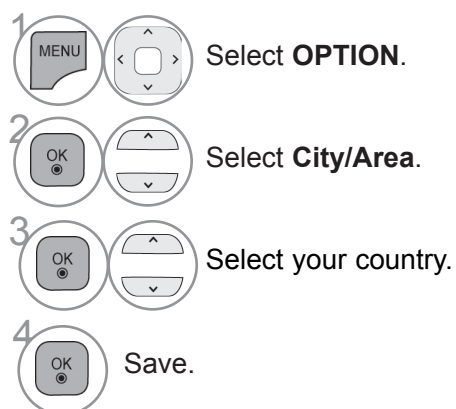 1
MENU
Select OPTION.
2
OK
Select City/Area.
3
OK
Select your country.
4
OK
Save.